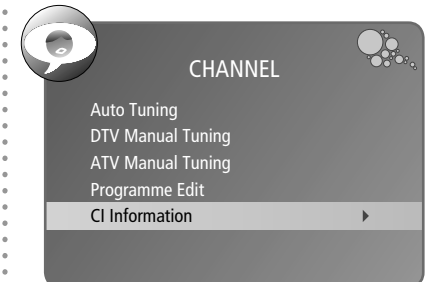 CHANNEL
Auto Tuning
DTV Manual Tuning
ATV Manual Tuning
Programme Edit
CI Information